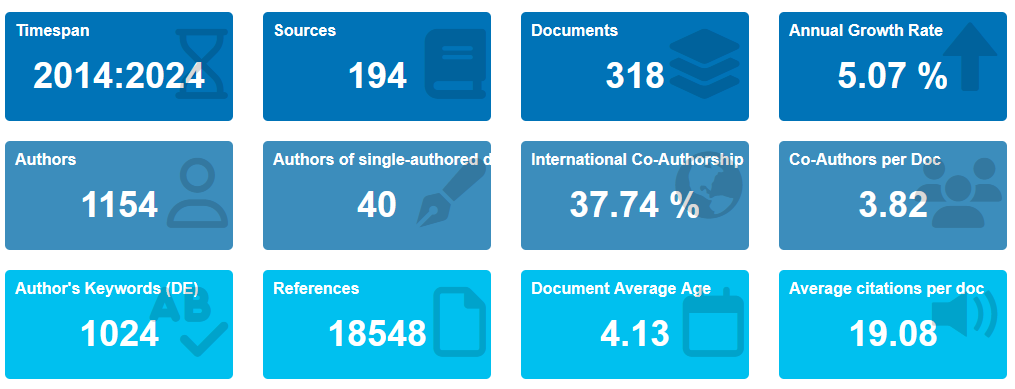 Timespan
2014:2024
Sources
194
Documents
318
Annual Growth Rate
5.07 %
Authors
1154
Authors of single-authored d
40
International Co-Authorship
37.74 %
Co-Authors per Doc
3.82
Author's Keywords (DE)
AB
1024
References
18548
Document Average Age
4.13
Average citations per doc
19.08